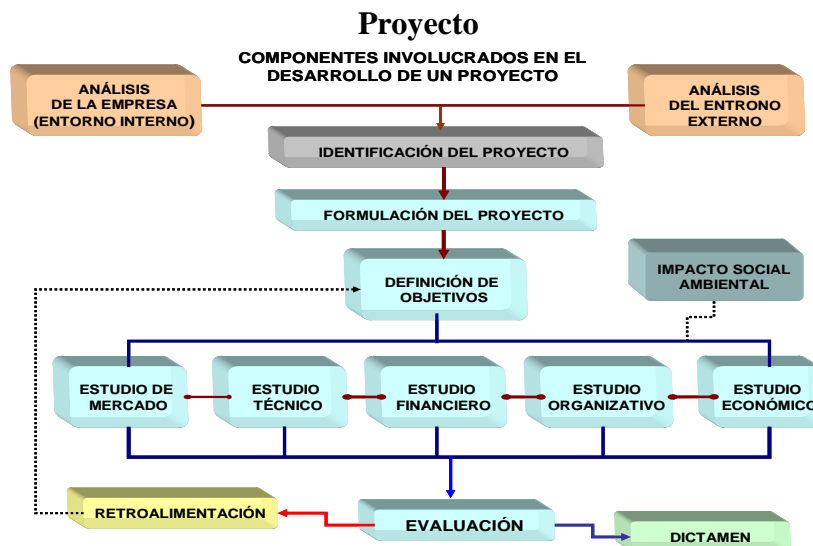 Proyecto
COMPONENTES INVOLUCRADOS EN EL
DESARROLLO DE UN PROYECTO
ANÁLISIS
DE LA EMPRESA
(ENTORNO INTERNO)
ANÁLISIS
DEL ENTRONO
EXTERNO
IDENTIFICACIÓN DEL PROYECTO
FORMULACIÓN DEL PROYECTO
DEFINICIÓN DE
OBJETIVOS
IMPACTO SOCIAL
AMBIENTAL
ESTUDIO DE
MERCADO
ESTUDIO
TÉCNICO
ESTUDIO
FINANCIERO
ESTUDIO
ORGANIZATIVO
ESTUDIO
ECONÓMICO
RETROALIMENTACIÓN
EVALUACIÓN
DICTAMEN